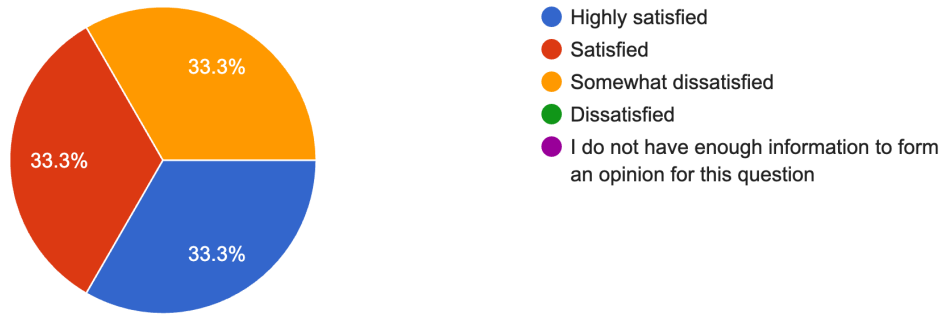 33.3%
33.3%
33.3%
Highly satisfied
Satisfied
Somewhat dissatisfied
Dissatisfied
I do not have enough information to form
an opinion for this question